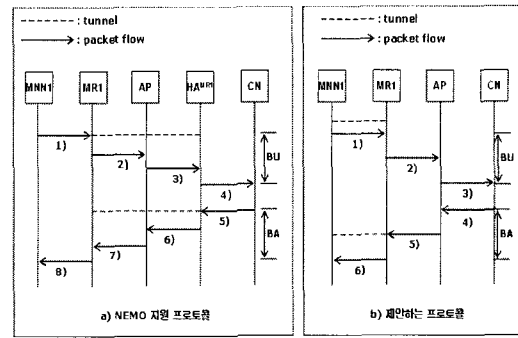 ------ : tunnel
: packet flow
MNN1 MR1 AP HA^MR1 CN
1)
2)
3)
BU
4)
5)
6)
BA
7)
8)
a) NEMO 지원 프로토콜
------ : tunnel
: packet flow
MNN1 MR1 AP CN
1)
BU
2)
3)
4)
5)
BA
6)
b) 제안하는 프로토콜